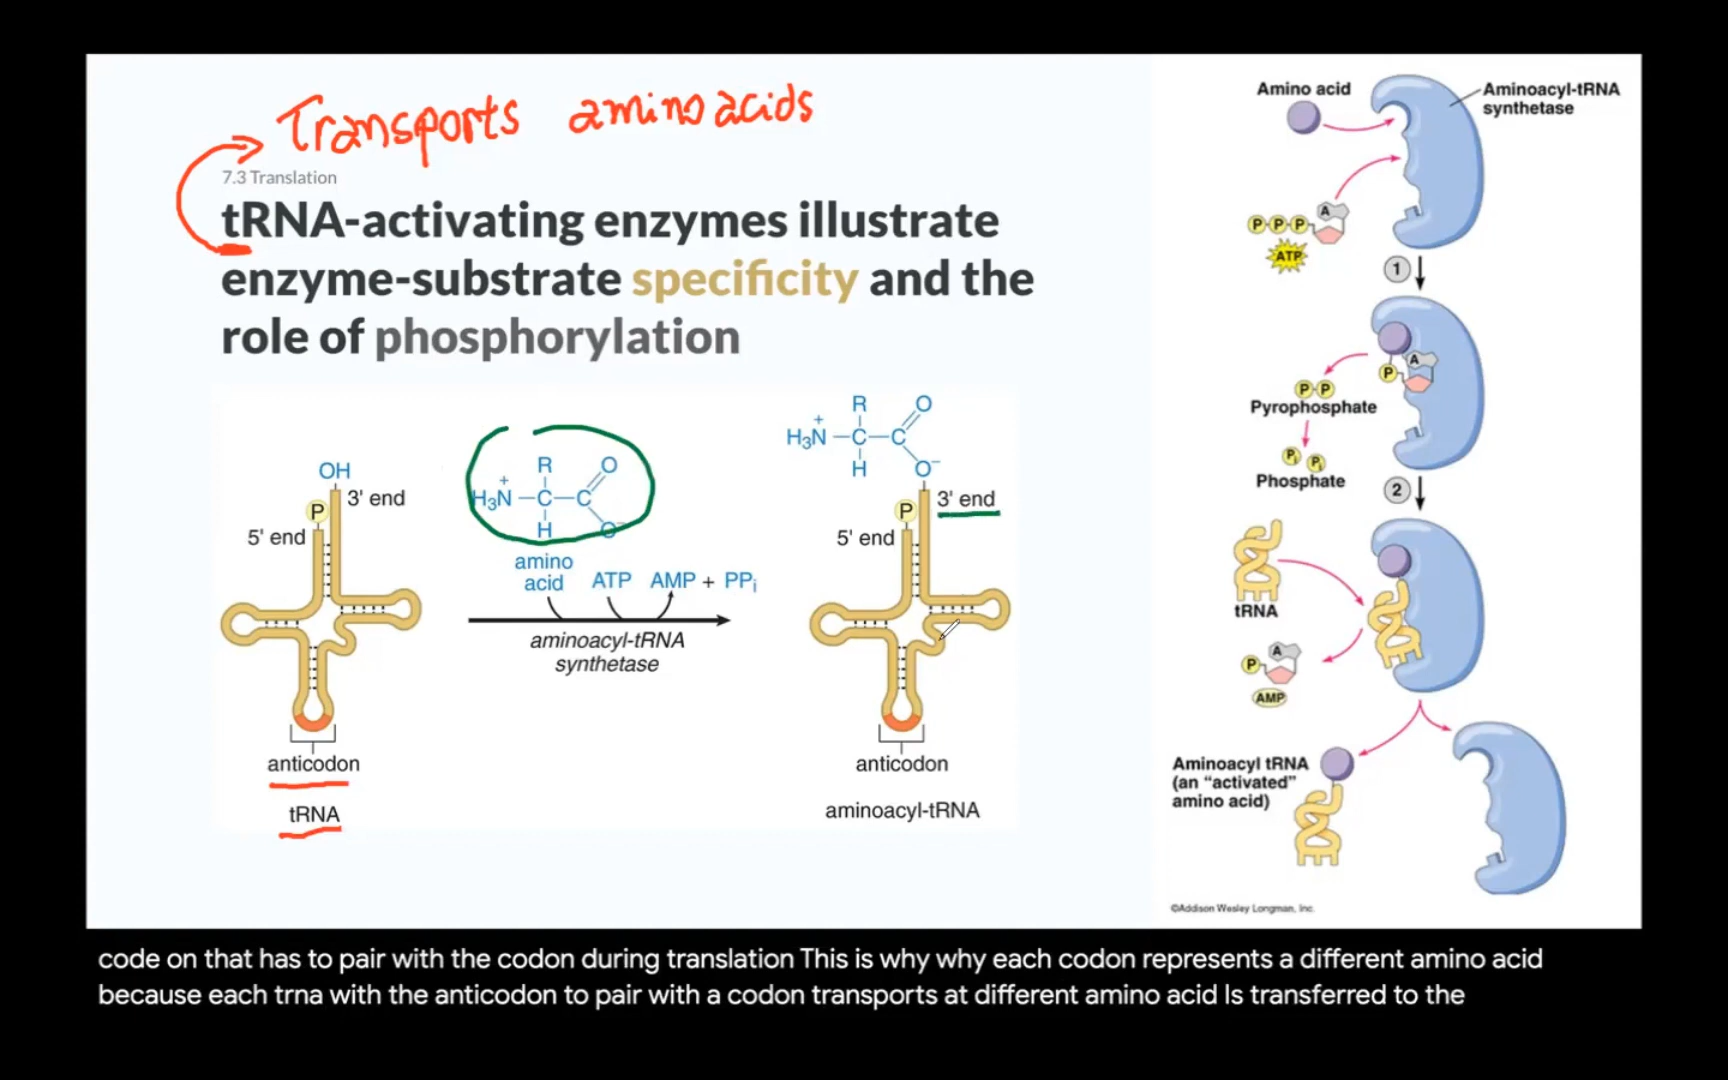 Transports amino acids
7.3 Translation
tRNA-activating enzymes illustrate
enzyme-substrate specificity and the
role of phosphorylation
OH
P
3' end
5' end
anticodon
tRNA
R
O
+
H₃N
C
C
H
O⁻
amino
acid
ATP
AMP + PPi
aminoacyl-tRNA
synthetase
R
O
+
H₃N
C
C
H
O⁻
P
3' end
5' end
anticodon
aminoacyl-tRNA
Amino acid
Aminoacyl-tRNA
synthetase
P P P A
ATP
1
A
P
P P
Pyrophosphate
Pi Pi
Phosphate
2
tRNA
P A
AMP
Aminoacyl tRNA
(an “activated”
amino acid)
©Addison Wesley Longman, Inc.
code on that has to pair with the codon during translation This is why why each codon represents a different amino acid
because each trna with the anticodon to pair with a codon transports at different amino acid Is transferred to the